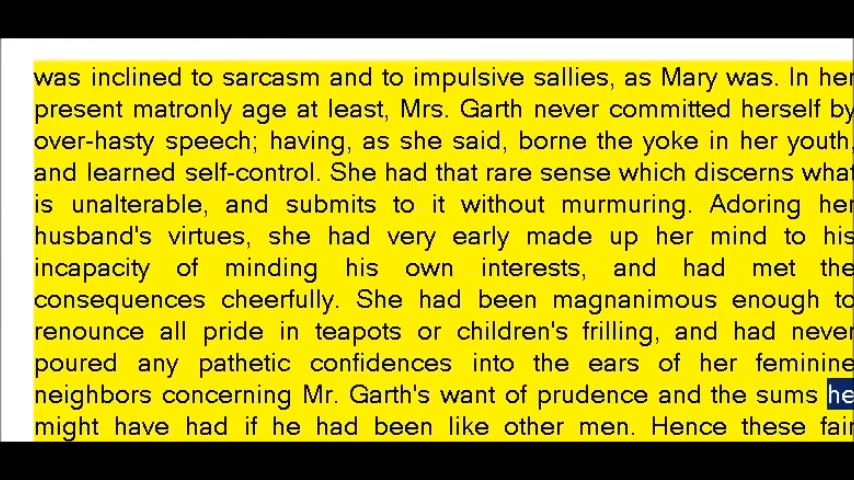 was inclined to sarcasm and to impulsive sallies, as Mary was. In her
present matronly age at least, Mrs. Garth never committed herself by
over-hasty speech; having, as she said, borne the yoke in her youth,
and learned self-control. She had that rare sense which discerns what
is unalterable, and submits to it without murmuring. Adoring her
husband's virtues, she had very early made up her mind to his
incapacity of minding his own interests, and had met the
consequences cheerfully. She had been magnanimous enough to
renounce all pride in teapots or children's frilling, and had never
poured any pathetic confidences into the ears of her feminine
neighbors concerning Mr. Garth's want of prudence and the sums he
might have had if he had been like other men. Hence these fair